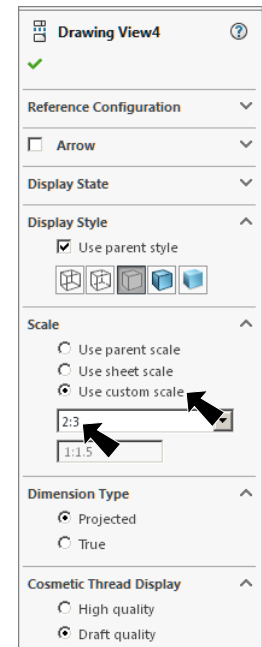 Drawing View4
Reference Configuration
Arrow
Display State
Display Style
Use parent style
Scale
Use parent scale
Use sheet scale
Use custom scale
2:3
1:1.5
Dimension Type
Projected
True
Cosmetic Thread Display
High quality
Draft quality